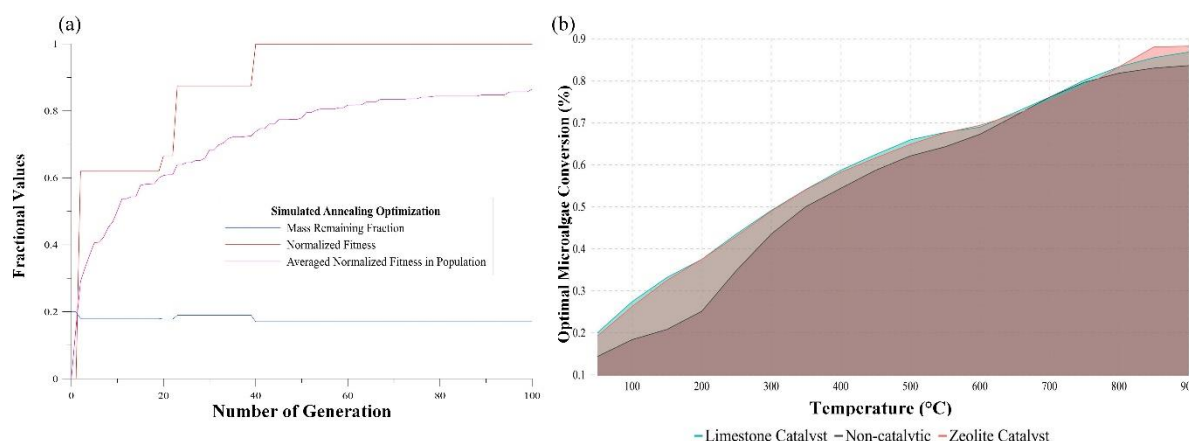 (a)
1
0.8
0.6
0.4
0.2
0
Fractional Values
Simulated Annealing Optimization
Mass Remaining Fraction
Normalized Fitness
Averaged Normalized Fitness in Population
0 20 40 60 80 100
Number of Generation
(b)
0.9
0.8
0.7
0.6
0.5
0.4
0.3
0.2
0.1
Optimal Microalgae Conversion (%)
100 200 300 400 500 600 700 800 90
Temperature (°C)
Limestone Catalyst Non-catalytic Zeolite Catalyst